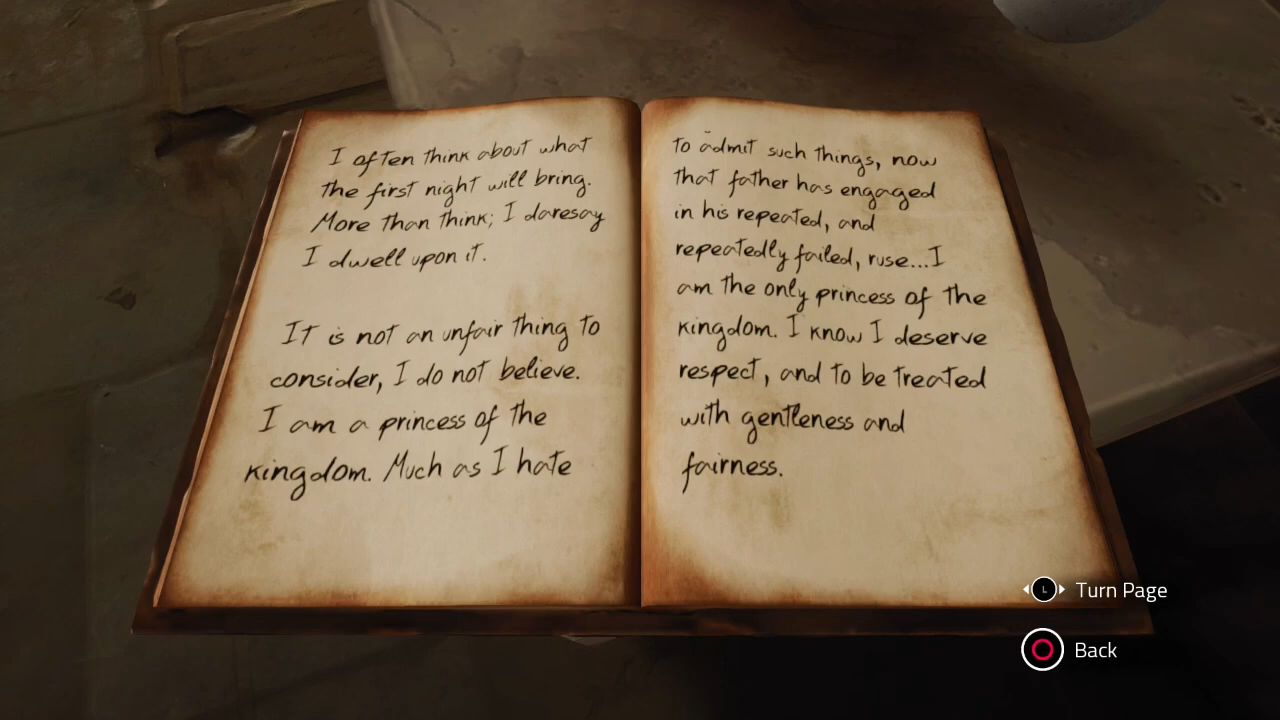 I often think about what
the first night will bring.
More than think; I daresay
I dwell upon it.
It is not an unfair thing to
consider, I do not believe.
I am a princess of the
kingdom. Much as I hate
to admit such things, now
that father has engaged
in his repeated, and
repeatedly failed, ruse...I
am the only princess of the
kingdom. I know I deserve
respect, and to be treated
with gentleness and
fairness.
L Turn Page
Back